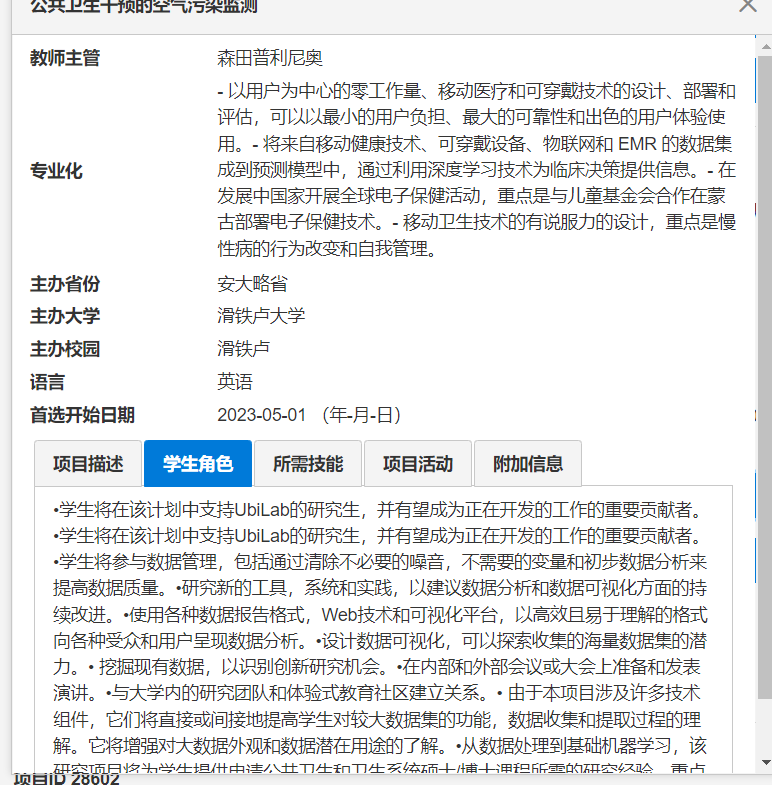 公共卫生干预的空气污染监测
教师主管 森田普利尼奥
专业化
- 以用户为中心的零工作量、移动医疗和可穿戴技术的设计、部署和
评估，可以以最小的用户负担、最大的可靠性和出色的用户体验使
用。- 将来自移动健康技术、可穿戴设备、物联网和 EMR 的数据集
成到预测模型中，通过利用深度学习技术为临床决策提供信息。- 在
发展中国家开展全球电子保健活动，重点是与儿童基金会合作在蒙
古部署电子保健技术。- 移动卫生技术的有说服力的设计，重点是慢
性病的行为改变和自我管理。
主办省份 安大略省
主办大学 滑铁卢大学
主办校园 滑铁卢
语言 英语
首选开始日期 2023-05-01 （年-月-日）
项目描述 学生角色 所需技能 项目活动 附加信息
•学生将在该计划中支持UbiLab的研究生，并有望成为正在开发的工作的重要贡献者。
•学生将在该计划中支持UbiLab的研究生，并有望成为正在开发的工作的重要贡献者。
•学生将参与数据管理，包括通过清除不必要的噪音，不需要的变量和初步数据分析来
提高数据质量。•研究新的工具，系统和实践，以建议数据分析和数据可视化方面的持
续改进。•使用各种数据报告格式，Web技术和可视化平台，以高效且易于理解的格式
向各种受众和用户呈现数据分析。•设计数据可视化，可以探索收集的海量数据集的潜
力。• 挖掘现有数据，以识别创新研究机会。•在内部和外部会议或大会上准备和发表
演讲。•与大学内的研究团队和体验式教育社区建立关系。• 由于本项目涉及许多技术
组件，它们将直接或间接地提高学生对较大数据集的功能，数据收集和提取过程的理
解。它将增强对大数据外观和数据潜在用途的了解。•从数据处理到基础机器学习，该
研究项目将为学生提供申请公共卫生和卫生系统硕士/博士课程所需的研究经验。重点
项目ID 28602